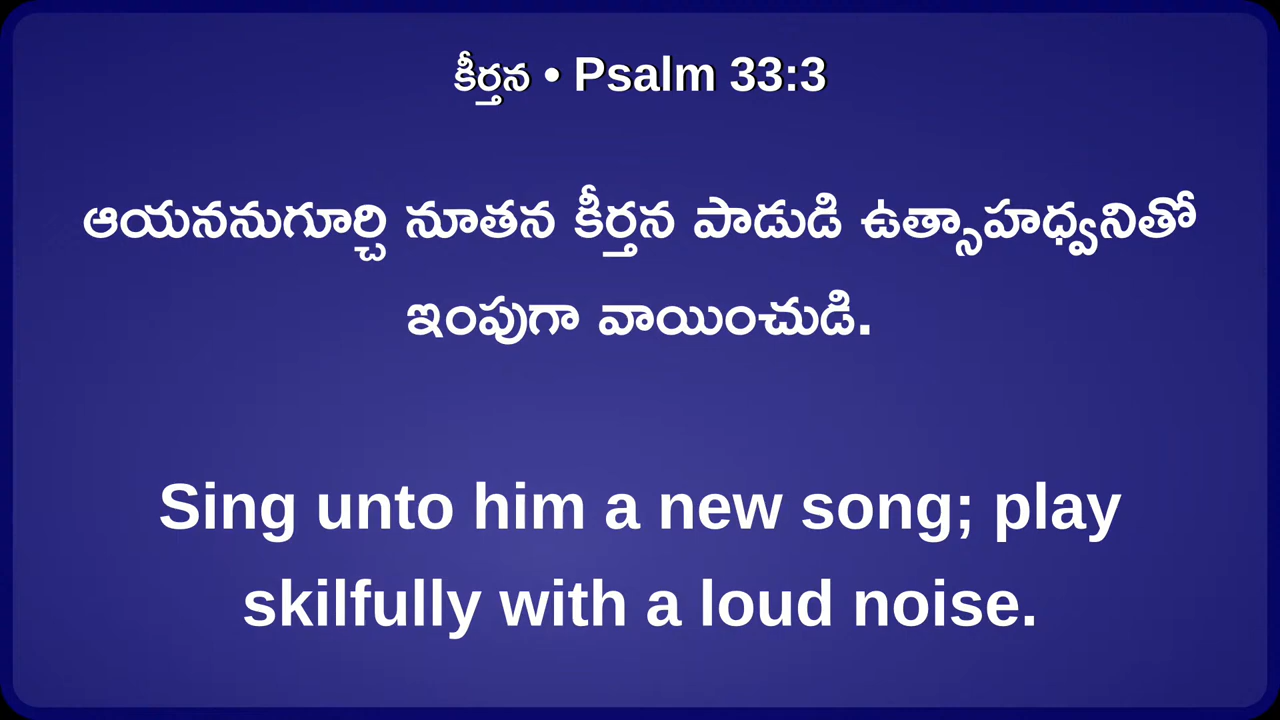 కీర్తన • Psalm 33:3
ఆయననుగూర్చి నూతన కీర్తన పాడుడి ఉత్సాహధ్వనితో
ఇంపుగా వాయించుడి.
Sing unto him a new song; play
skilfully with a loud noise.